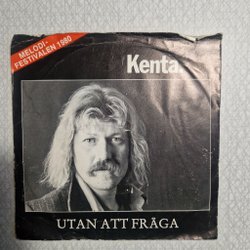 MELODI-
FESTIVALEN 1980
Kenta.
UTAN ATT FRÅGA